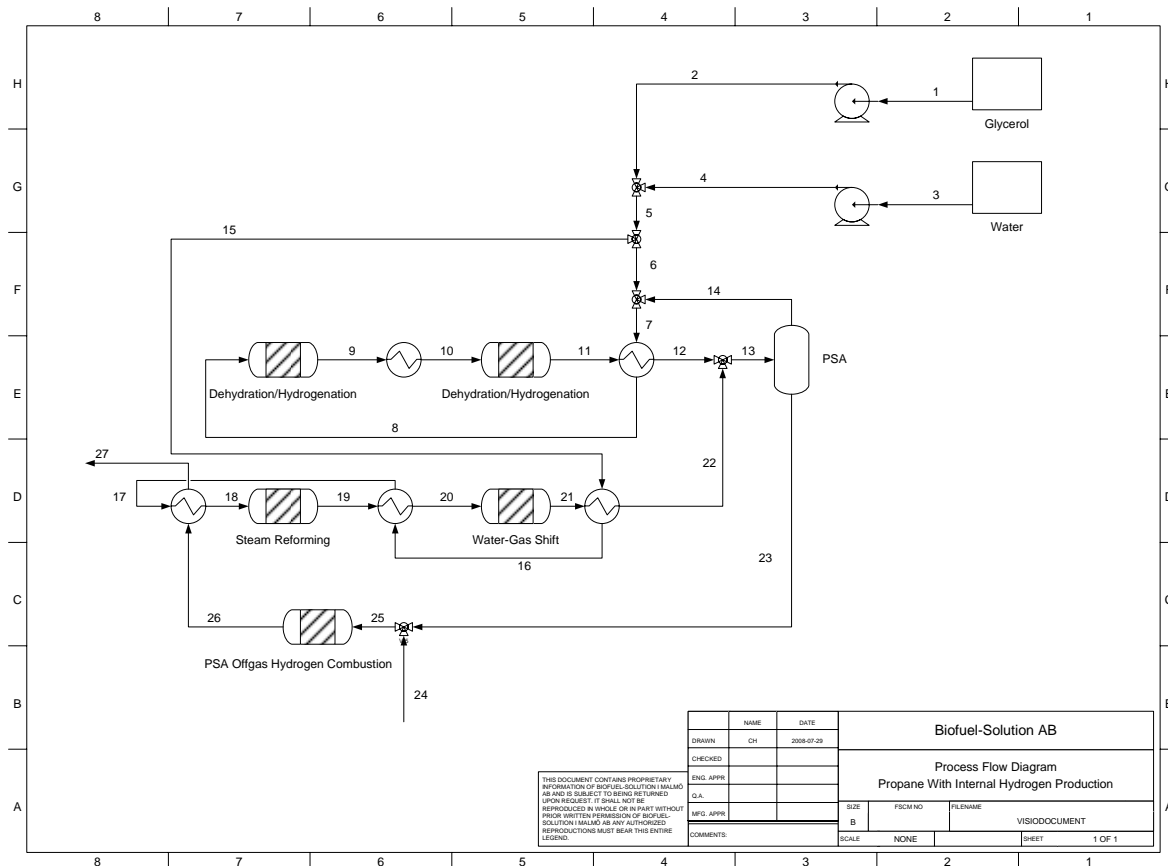 8 7 6 5 4 3 2 1
H H
2
1
Glycerol
G G
4
3
Water
5
15
6
F F
14
7
9 10 11 12 13
PSA
E E
Dehydration/Hydrogenation Dehydration/Hydrogenation
8
27
22
D D
17 18 19 20 21
Steam Reforming Water-Gas Shift
16
23
C C
26 25
PSA Offgas Hydrogen Combustion
24
B B
NAME DATE
DRAWN CH 2008-07-29
CHECKED
ENG. APPR
Q.A.
MFG. APPR
COMMENTS:
Biofuel-Solution AB
Process Flow Diagram
Propane With Internal Hydrogen Production
SIZE FSCM NO FILENAME
B VISIODOCUMENT
SCALE NONE SHEET 1 OF 1
THIS DOCUMENT CONTAINS PROPRIETARY
INFORMATION OF BIOFUEL-SOLUTION I MALMÖ
AB AND IS SUBJECT TO BEING RETURNED
UPON REQUEST. IT SHALL NOT BE
REPRODUCED IN WHOLE OR IN PART WITHOUT
PRIOR WRITTEN PERMISSION OF BIOFUEL-
SOLUTION I MALMÖ AB ANY AUTHORIZED
REPRODUCTIONS MUST BEAR THIS ENTIRE
LEGEND.
A A
8 7 6 5 4 3 2 1